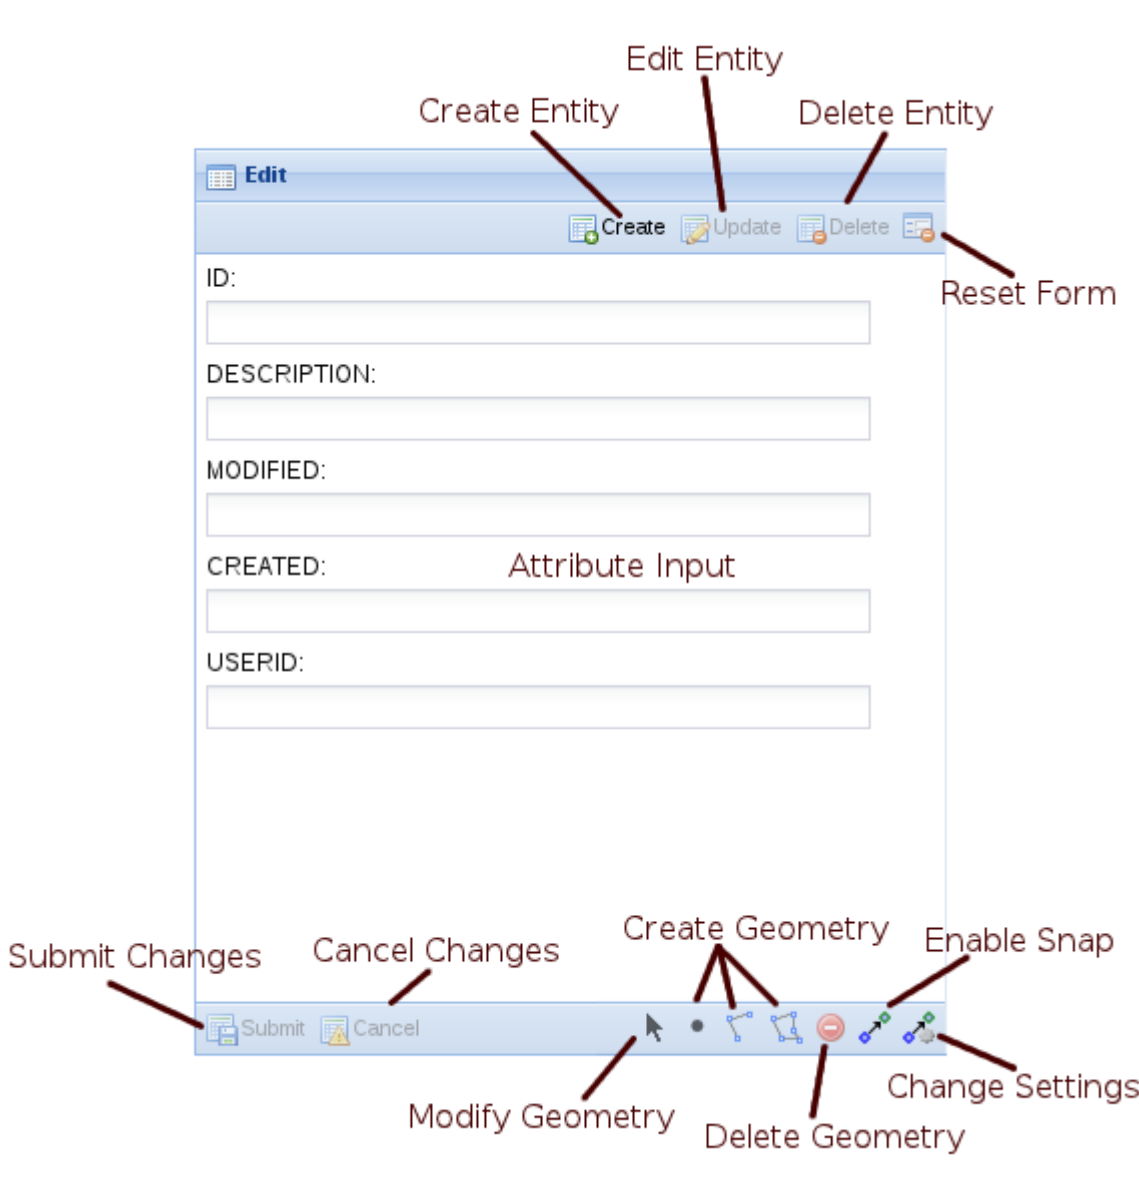 Edit Entity
Create Entity
Delete Entity
Edit
Create Update Delete
Reset Form
ID:
DESCRIPTION:
MODIFIED:
CREATED:
Attribute Input
USERID:
Create Geometry
Enable Snap
Submit Changes
Cancel Changes
Submit Cancel
Change Settings
Modify Geometry
Delete Geometry